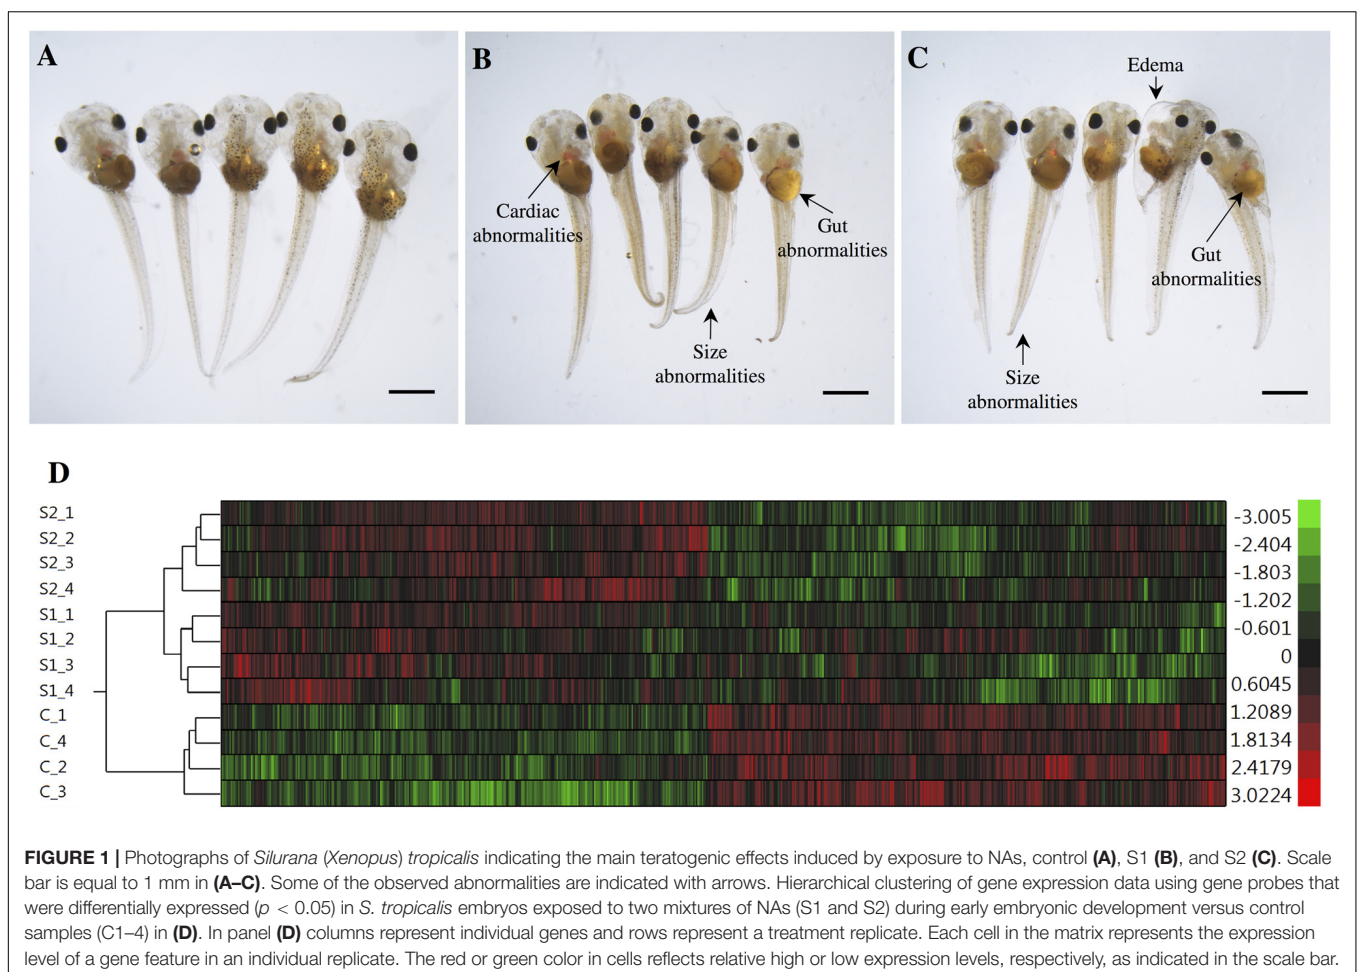 A
B
C
Edema
Cardiac
abnormalities
Gut
abnormalities
Size
abnormalities
Gut
abnormalities
Size
abnormalities
D
S2_1
S2_2
S2_3
S2_4
S1_1
S1_2
S1_3
S1_4
C_1
C_4
C_2
C_3
-3.005
-2.404
-1.803
-1.202
-0.601
0
0.6045
1.2089
1.8134
2.4179
3.0224
FIGURE 1 | Photographs of Silurana (Xenopus) tropicalis indicating the main teratogenic effects induced by exposure to NAs, control (A), S1 (B), and S2 (C). Scale
bar is equal to 1 mm in (A–C). Some of the observed abnormalities are indicated with arrows. Hierarchical clustering of gene expression data using gene probes that
were differentially expressed (p < 0.05) in S. tropicalis embryos exposed to two mixtures of NAs (S1 and S2) during early embryonic development versus control
samples (C1–4) in (D). In panel (D) columns represent individual genes and rows represent a treatment replicate. Each cell in the matrix represents the expression
level of a gene feature in an individual replicate. The red or green color in cells reflects relative high or low expression levels, respectively, as indicated in the scale bar.